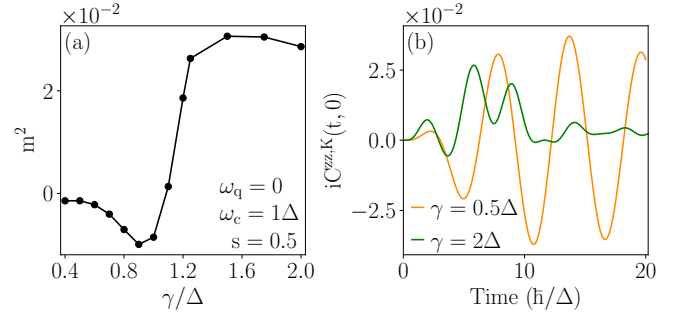 ×10⁻²
(a)
2
0
m²
ω_q = 0
ω_c = 1Δ
s = 0.5
0.4 0.8 1.2 1.6 2.0
γ/Δ
×10⁻²
(b)
2.5
0.0
−2.5
iC^{zz,K}(t, 0)
γ = 0.5Δ
γ = 2Δ
0 10 20
Time (ħ/Δ)